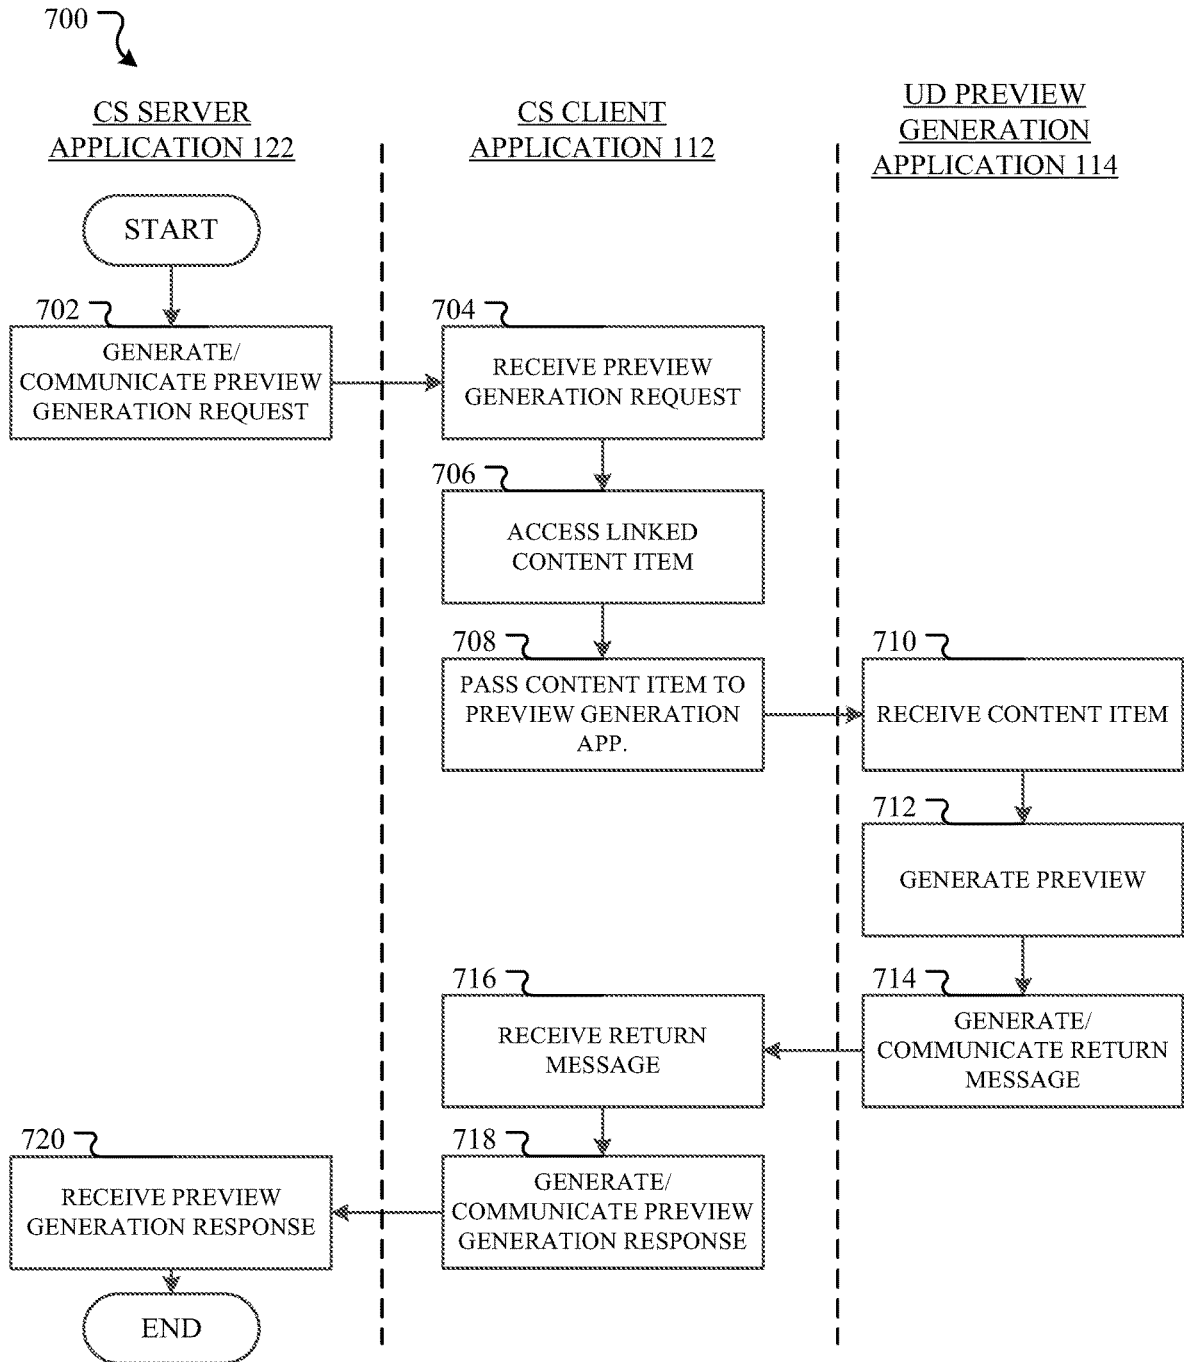 700
CS SERVER
APPLICATION 122
CS CLIENT
APPLICATION 112
UD PREVIEW
GENERATION
APPLICATION 114
START
702
GENERATE/
COMMUNICATE PREVIEW
GENERATION REQUEST
704
RECEIVE PREVIEW
GENERATION REQUEST
706
ACCESS LINKED
CONTENT ITEM
708
PASS CONTENT ITEM TO
PREVIEW GENERATION
APP.
710
RECEIVE CONTENT ITEM
712
GENERATE PREVIEW
714
GENERATE/
COMMUNICATE RETURN
MESSAGE
716
RECEIVE RETURN
MESSAGE
718
GENERATE/
COMMUNICATE PREVIEW
GENERATION RESPONSE
720
RECEIVE PREVIEW
GENERATION RESPONSE
END